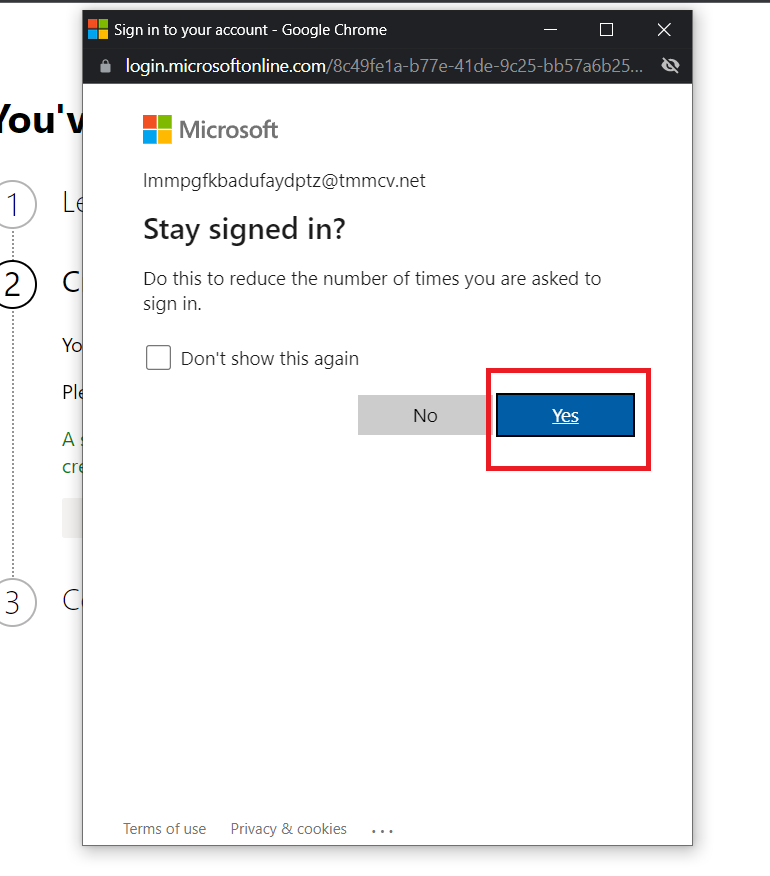 Sign in to your account - Google Chrome
login.microsoftonline.com/8c49fe1a-b77e-41de-9c25-bb57a6b25...
You'v
Microsoft
lmmpgfkbadufaydptz@tmmcv.net
1
Le
Stay signed in?
2
C
Do this to reduce the number of times you are asked to
sign in.
Yo
Don't show this again
Ple
No
Yes
A s
cre
3
Co
Terms of use
Privacy & cookies
...